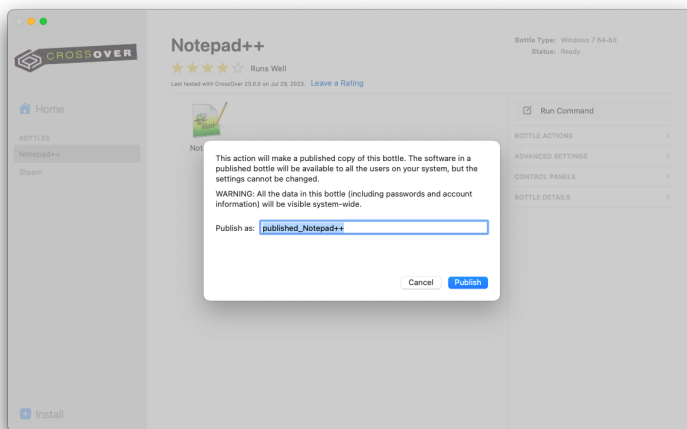 CROSSOVER
Home
BOTTLES
Notepad++
Steam
Install
Notepad++
Runs Well
Last tested with CrossOver 23.0.0 on Jul 29, 2023. Leave a Rating
Not
Bottle Type: Windows 7 64-bit
Status: Ready
Run Command
BOTTLE ACTIONS
ADVANCED SETTINGS
CONTROL PANELS
BOTTLE DETAILS
This action will make a published copy of this bottle. The software in a
published bottle will be available to all the users on your system, but the
settings cannot be changed.
WARNING: All the data in this bottle (including passwords and account
information) will be visible system-wide.
Publish as: published_Notepad++
Cancel Publish